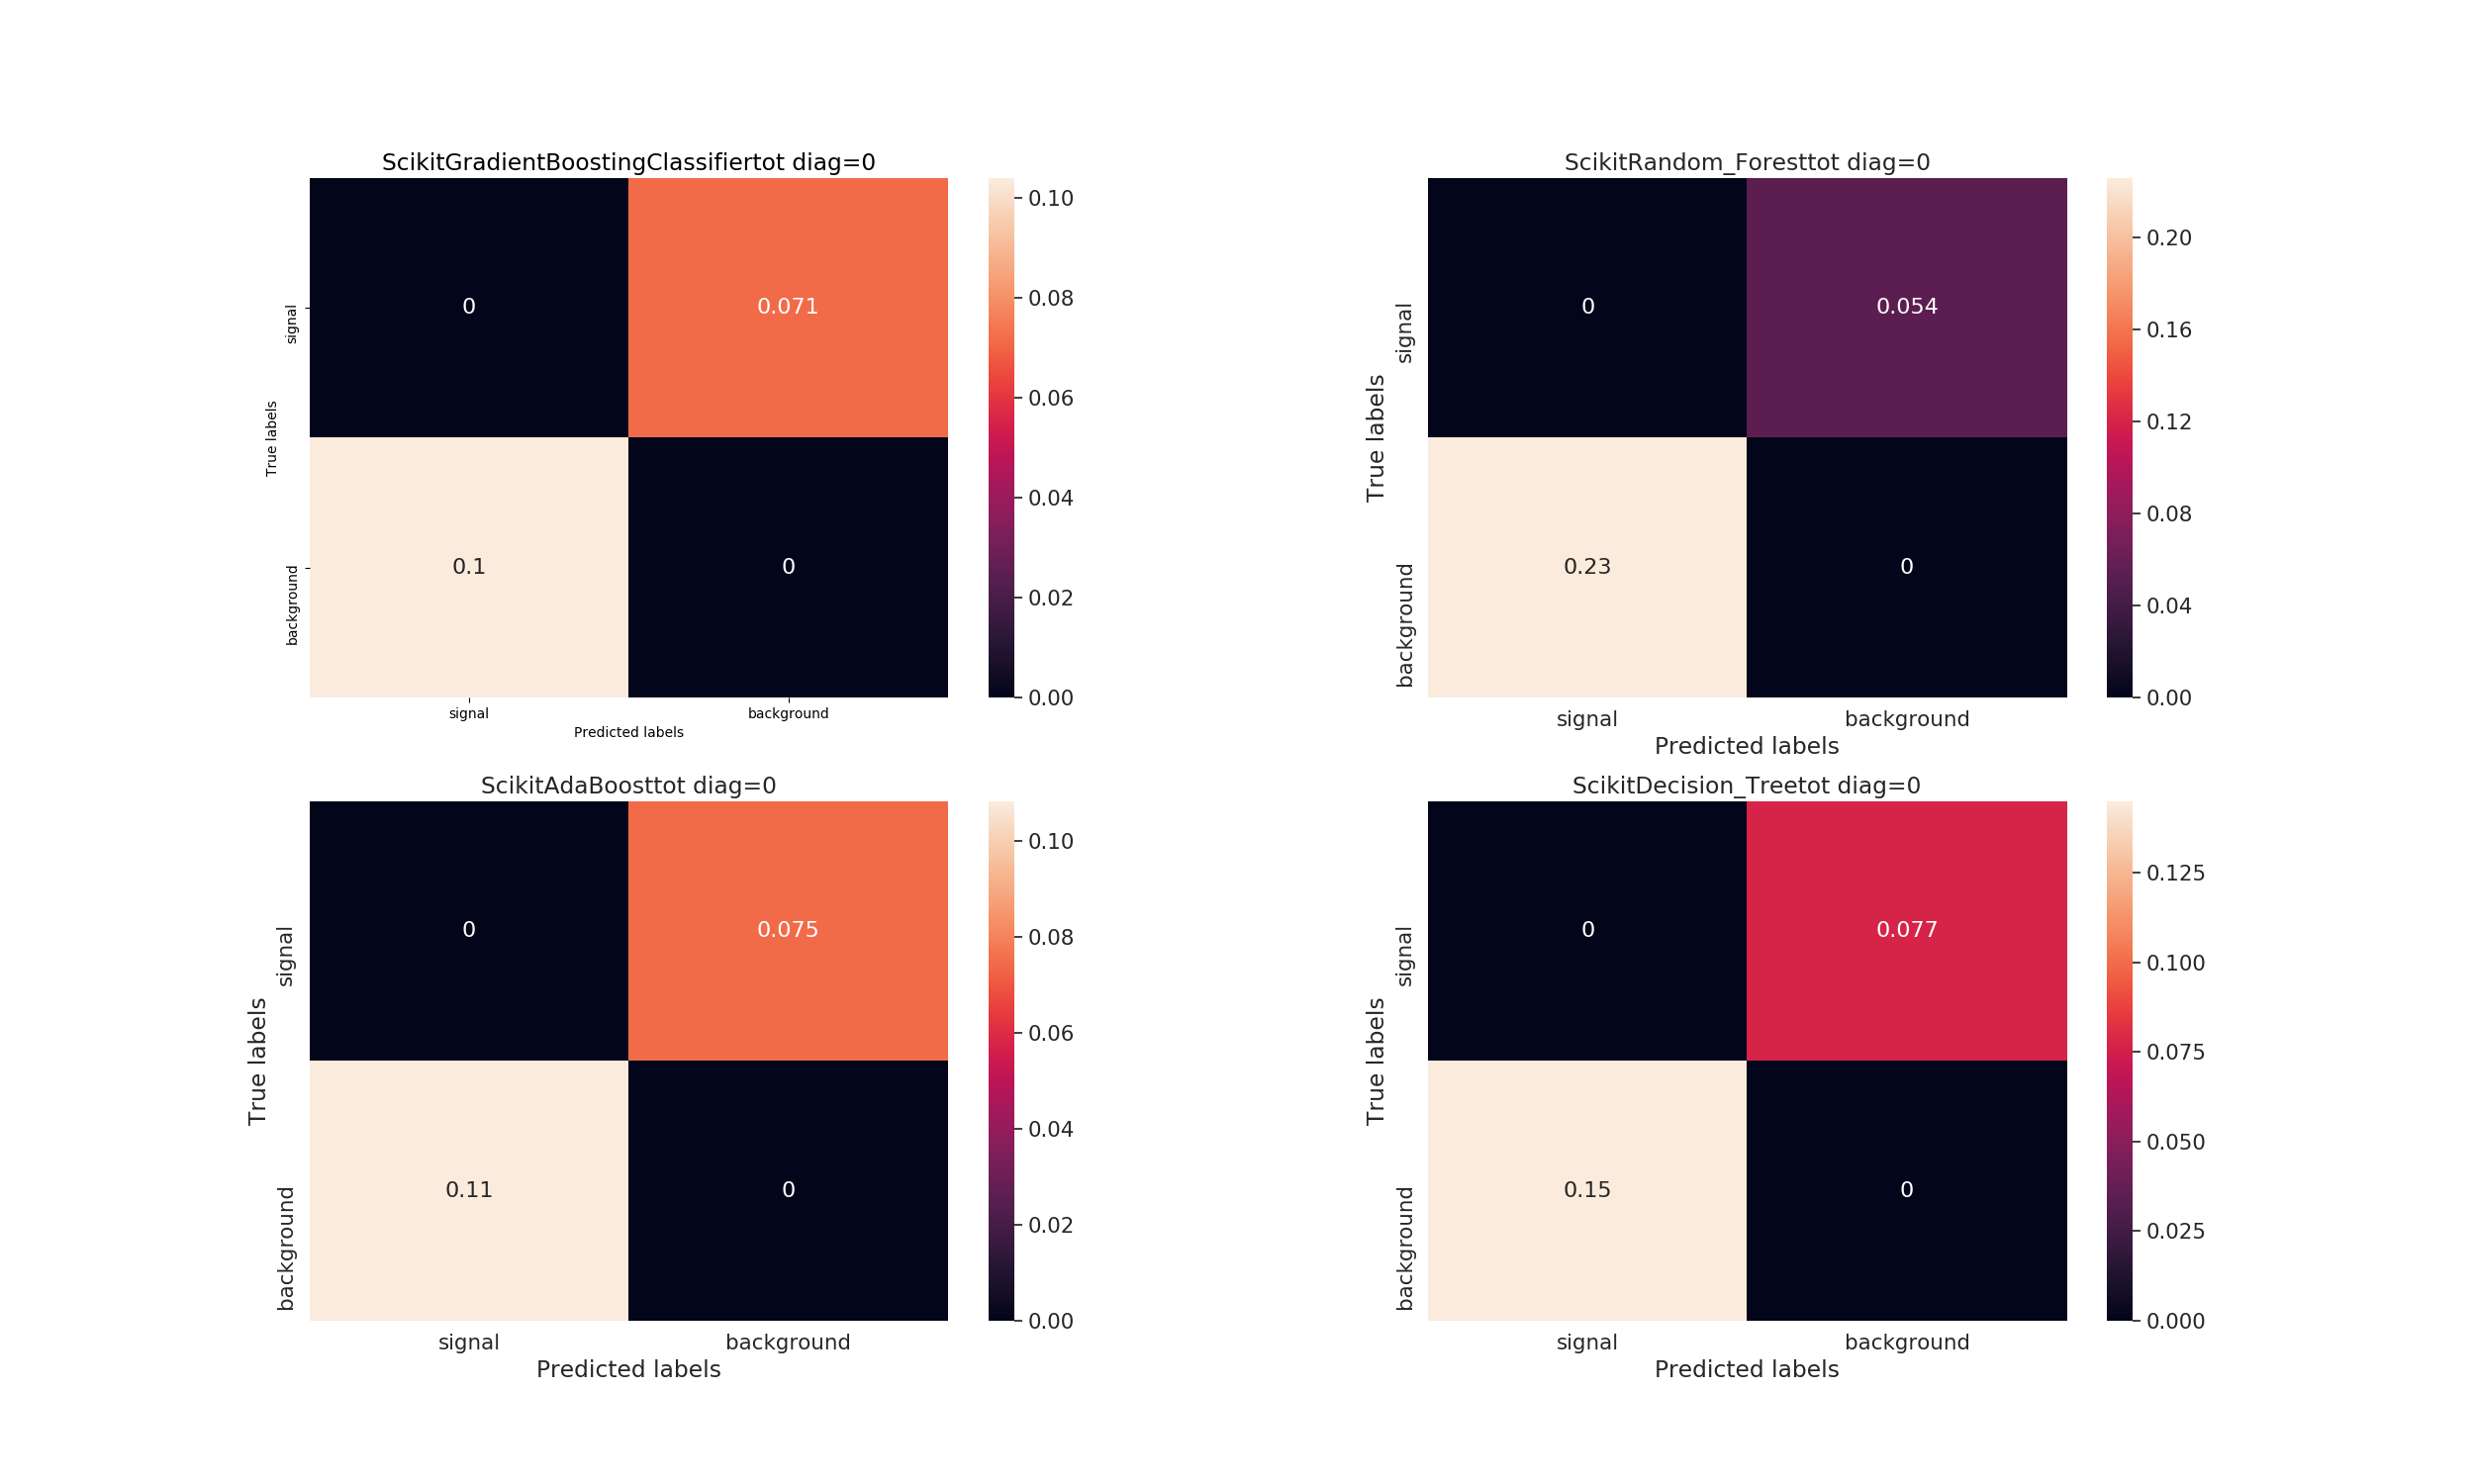 ScikitGradientBoostingClassifiertot diag=0
0
0.071
0.1
0
signal
background
True labels
signal
background
Predicted labels
0.10
0.08
0.06
0.04
0.02
0.00
ScikitRandom_Foresttot diag=0
0
0.054
0.23
0
signal
background
True labels
signal
background
Predicted labels
0.20
0.16
0.12
0.08
0.04
0.00
ScikitAdaBoosttot diag=0
0
0.075
0.11
0
signal
background
True labels
signal
background
Predicted labels
0.10
0.08
0.06
0.04
0.02
0.00
ScikitDecision_Treetot diag=0
0
0.077
0.15
0
signal
background
True labels
signal
background
Predicted labels
0.125
0.100
0.075
0.050
0.025
0.000